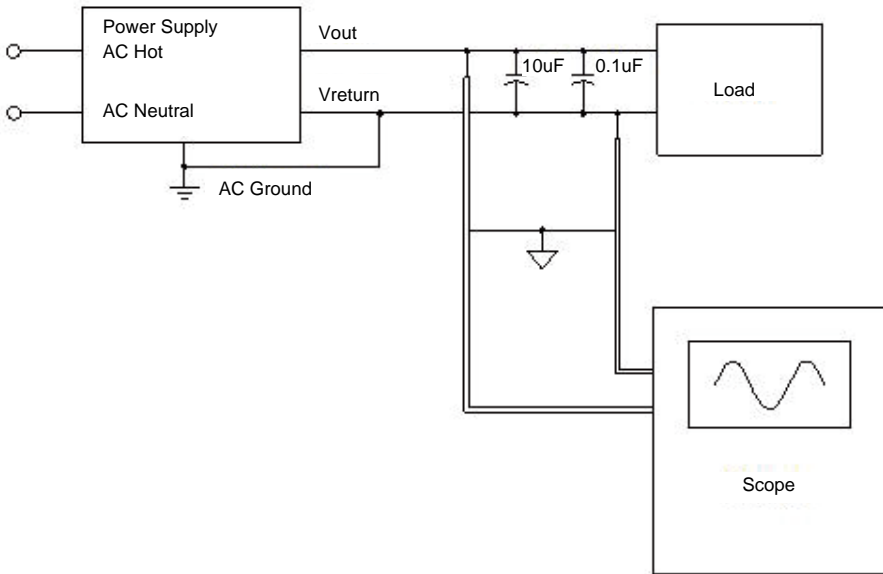 Power Supply
AC Hot
AC Neutral
Vout
Vreturn
AC Ground
10uF
0.1uF
Load
Scope